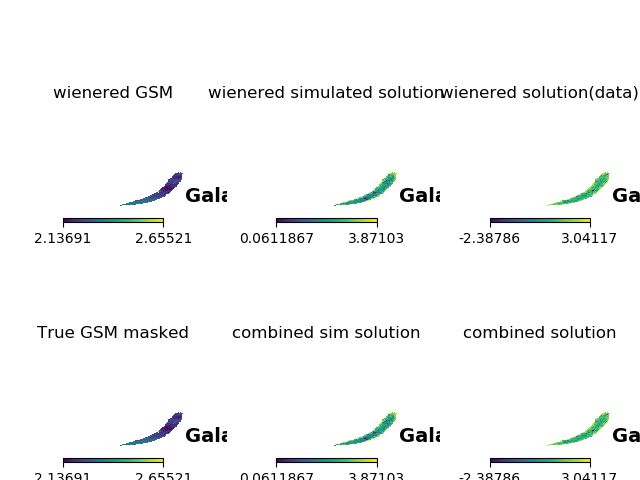 wienered GSM
wienered simulated solution
wienered solution(data)
Gala
Gala
Ga
2.13691 2.65521
0.0611867 3.87103
-2.38786 3.04117
True GSM masked
combined sim solution
combined solution
Gala
Gala
Ga
2.13691 2.65521
0.0611867 3.87103
-2.38786 3.04117